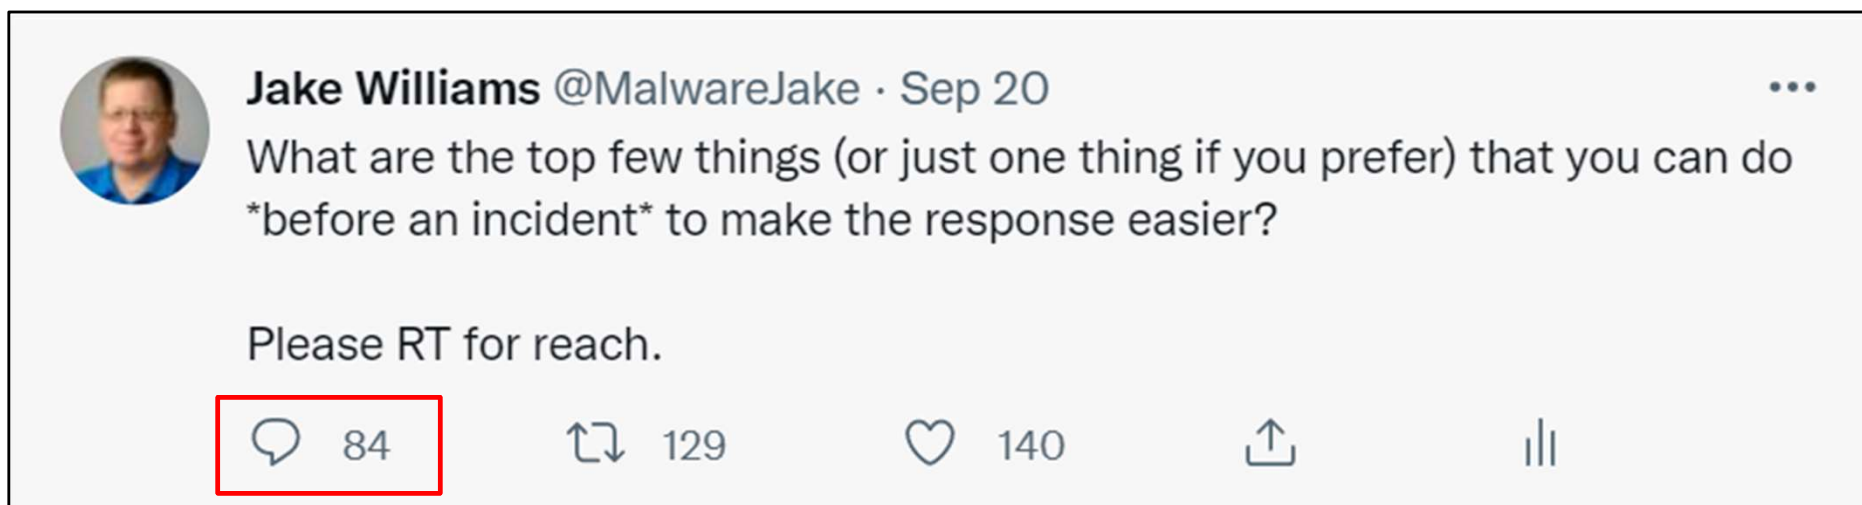 Jake Williams @MalwareJake · Sep 20
What are the top few things (or just one thing if you prefer) that you can do
*before an incident* to make the response easier?
Please RT for reach.
84 129 140